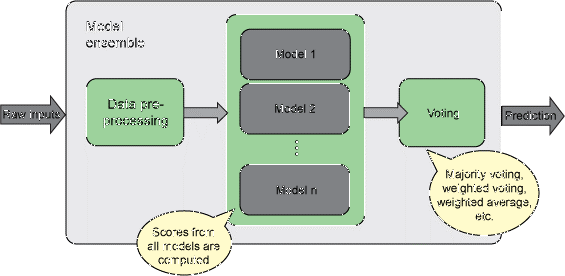 Model
ensemble
Raw inputs
Data pre-
processing
Model 1
Model 2
Model n
Voting
Prediction
Scores from
all models are
computed
Majority voting,
weighted voting,
weighted average,
etc.